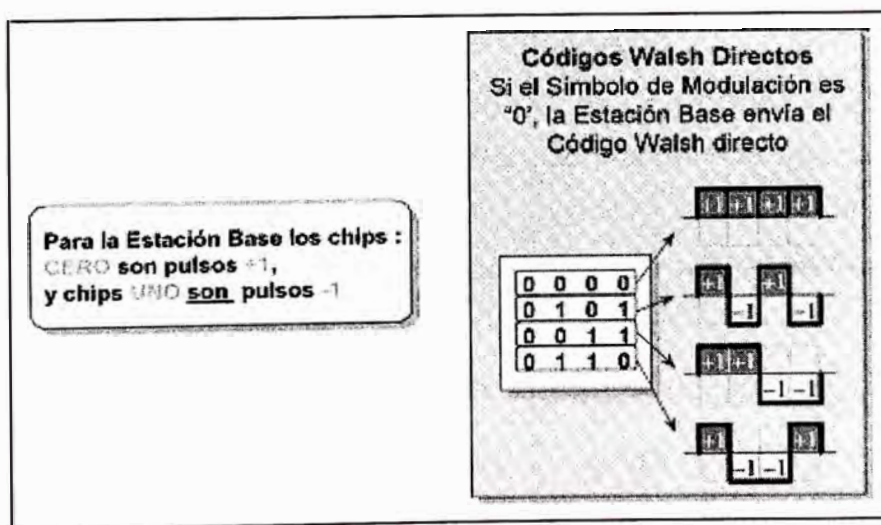 Para la Estación Base los chips :
CERO son pulsos +1,
y chips UNO son pulsos -1
Códigos Walsh Directos
Si el Simbolo de Modulación es
“0’, la Estación Base envía el
Código Walsh directo
0 0 0 0
0 1 0 1
0 0 1 1
0 1 1 0
+1 +1 +1 +1
+1 -1 +1 -1
+1 +1 -1 -1
+1 -1 -1 +1